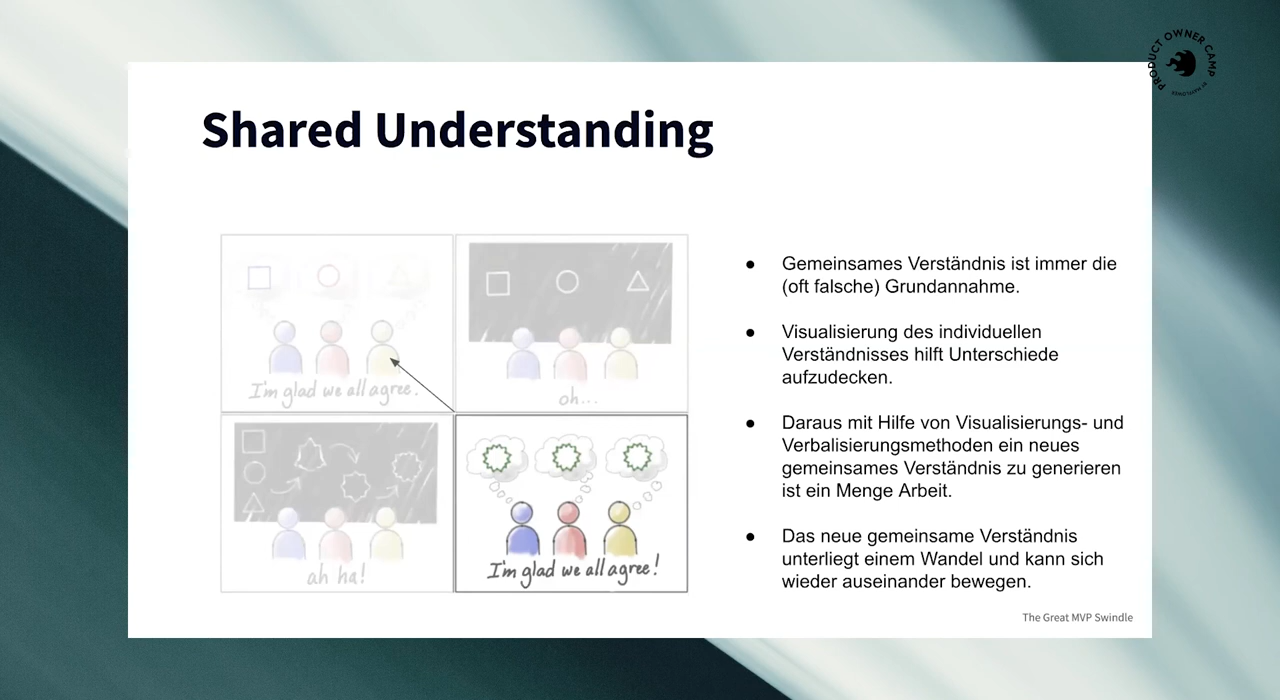 PRODUCT OWNER CAMP
BY MAYFLOWER
Shared Understanding
I'm glad we all agree.
oh...
ah ha!
I'm glad we all agree!
● Gemeinsames Verständnis ist immer die
(oft falsche) Grundannahme.
● Visualisierung des individuellen
Verständnisses hilft Unterschiede
aufzudecken.
● Daraus mit Hilfe von Visualisierungs- und
Verbalisierungsmethoden ein neues
gemeinsames Verständnis zu generieren
ist ein Menge Arbeit.
● Das neue gemeinsame Verständnis
unterliegt einem Wandel und kann sich
wieder auseinander bewegen.
The Great MVP Swindle